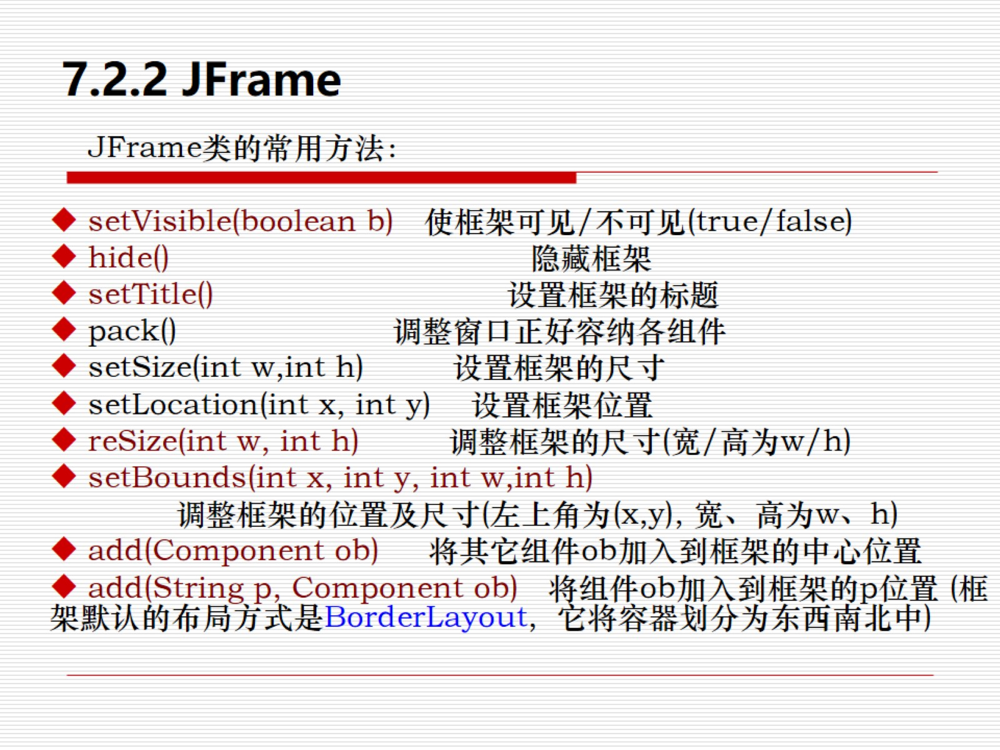 7.2.2 JFrame
JFrame类的常用方法:
◆ setVisible(boolean b) 使框架可见/不可见(true/false)
◆ hide() 隐藏框架
◆ setTitle() 设置框架的标题
◆ pack() 调整窗口正好容纳各组件
◆ setSize(int w,int h) 设置框架的尺寸
◆ setLocation(int x, int y) 设置框架位置
◆ reSize(int w, int h) 调整框架的尺寸(宽/高为w/h)
◆ setBounds(int x, int y, int w,int h)
调整框架的位置及尺寸(左上角为(x,y), 宽、高为w、h)
◆ add(Component ob) 将其它组件ob加入到框架的中心位置
◆ add(String p, Component ob) 将组件ob加入到框架的p位置 (框
架默认的布局方式是BorderLayout, 它将容器划分为东西南北中)